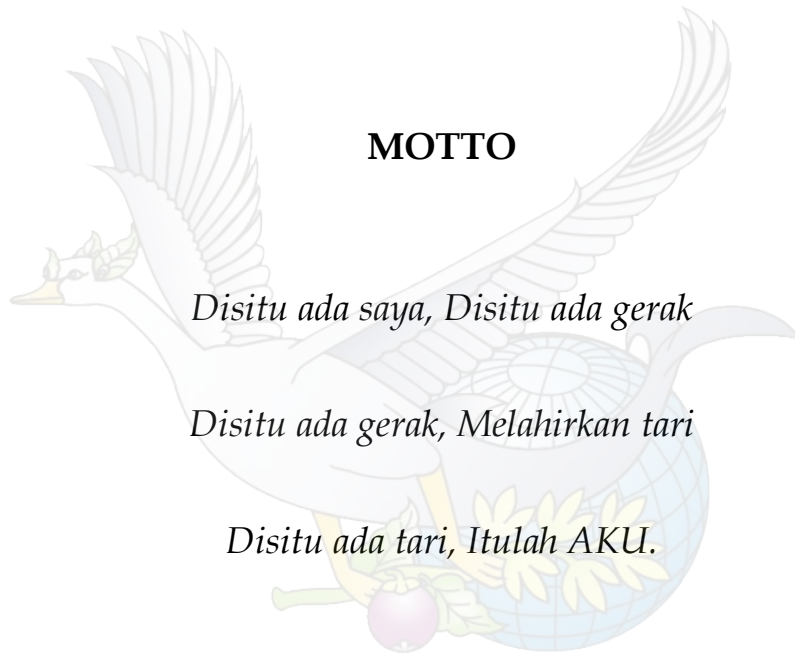 MOTTO
Disitu ada saya, Disitu ada gerak
Disitu ada gerak, Melahirkan tari
Disitu ada tari, Itulah AKU.